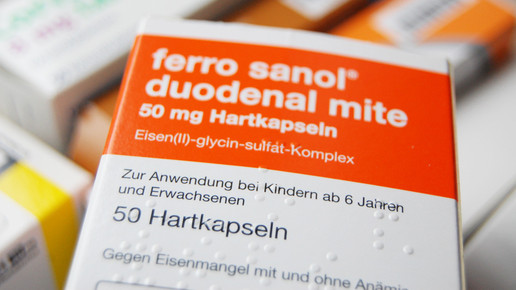 ferro sanol®
duodenal mite
50 mg Hartkapseln
Eisen(II)-glycin-sulfat-Komplex
Zur Anwendung bei Kindern ab 6 Jahren
und Erwachsenen
50 Hartkapseln
Gegen Eisenmangel mit und ohne Anämie